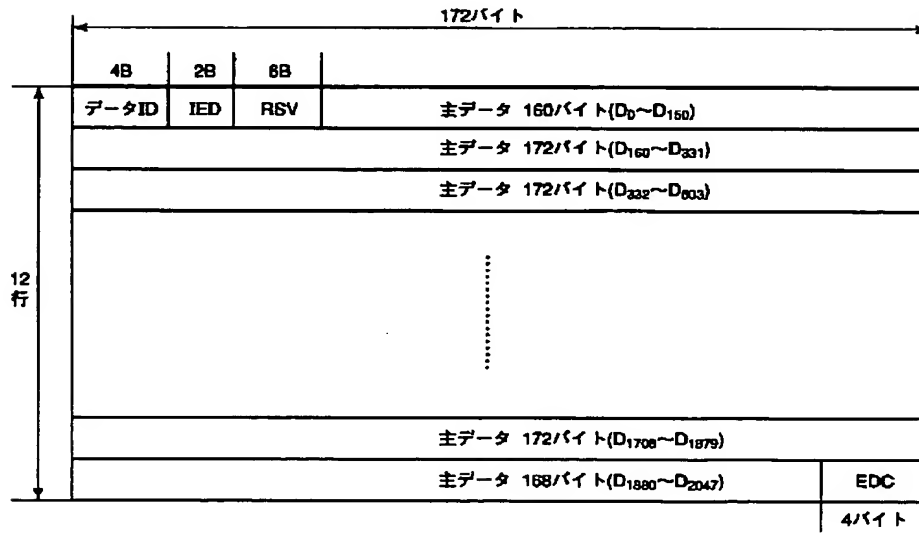 172バイト
4B 2B 6B
データID IED RSV 主データ 160バイト(D₀~D₁₅₀)
主データ 172バイト(D₁₆₀~D₃₃₁)
主データ 172バイト(D₃₃₂~D₅₀₃)
12
行
主データ 172バイト(D₁₇₀₈~D₁₈₇₉)
主データ 168バイト(D₁₈₈₀~D₂₀₄₇) EDC
4バイト